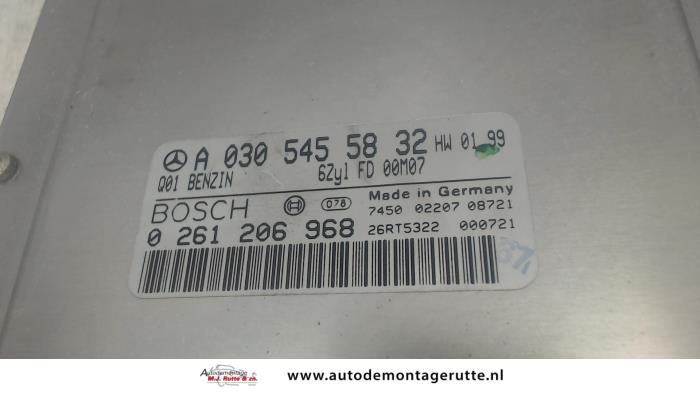 A 030 545 58 32 HW 01 99
Q01 BENZIN 6Zyl FD 00M07
BOSCH 078 Made in Germany
7450 02207 08721
0 261 206 968 26RT5322 000721
37
Autodemontage
M.J. Rutte & zn.
www.autodemontagerutte.nl